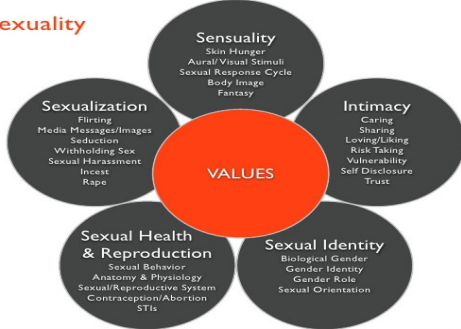 exuality
Sensuality
Skin Hunger
Aural/Visual Stimuli
Sexual Response Cycle
Body Image
Fantasy
Sexualization
Flirting
Media Messages/Images
Seduction
Withholding Sex
Sexual Harassment
Incest
Rape
Intimacy
Caring
Sharing
Loving/Liking
Risk Taking
Vulnerability
Self Disclosure
Trust
VALUES
Sexual Health
& Reproduction
Sexual Behavior
Anatomy & Physiology
Sexual/Reproductive System
Contraception/Abortion
STIs
Sexual Identity
Biological Gender
Gender Identity
Gender Role
Sexual Orientation